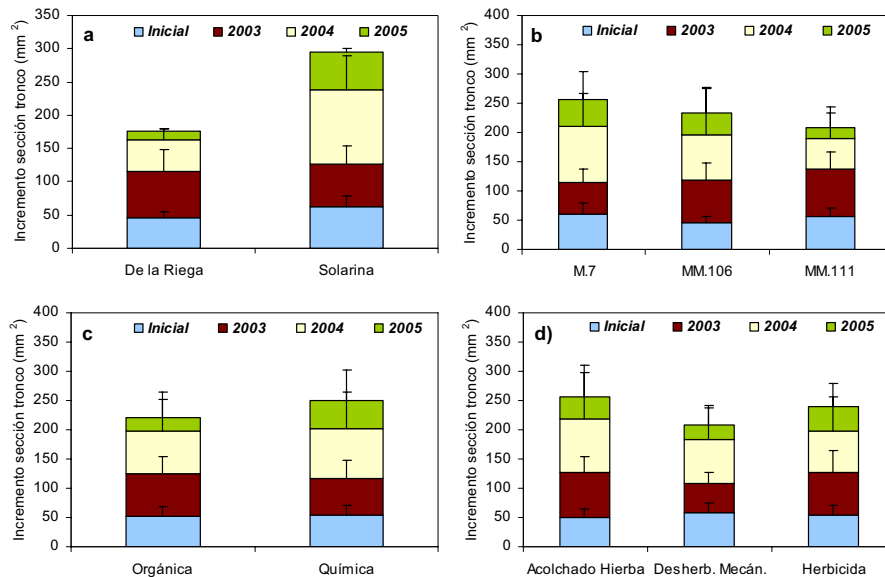 a
Inicial 2003 2004 2005
Incremento sección tronco (mm ²)
350
300
250
200
150
100
50
0
De la Riega Solarina
b
Inicial 2003 2004 2005
Incremento sección tronco (mm ²)
400
350
300
250
200
150
100
50
0
M.7 MM.106 MM.111
c
Inicial 2003 2004 2005
Incremento sección tronco (mm ²)
400
350
300
250
200
150
100
50
0
Orgánica Química
d)
Inicial 2003 2004 2005
Incremento sección tronco (mm ²)
400
350
300
250
200
150
100
50
0
Acolchado Hierba Desherb. Mecán. Herbicida